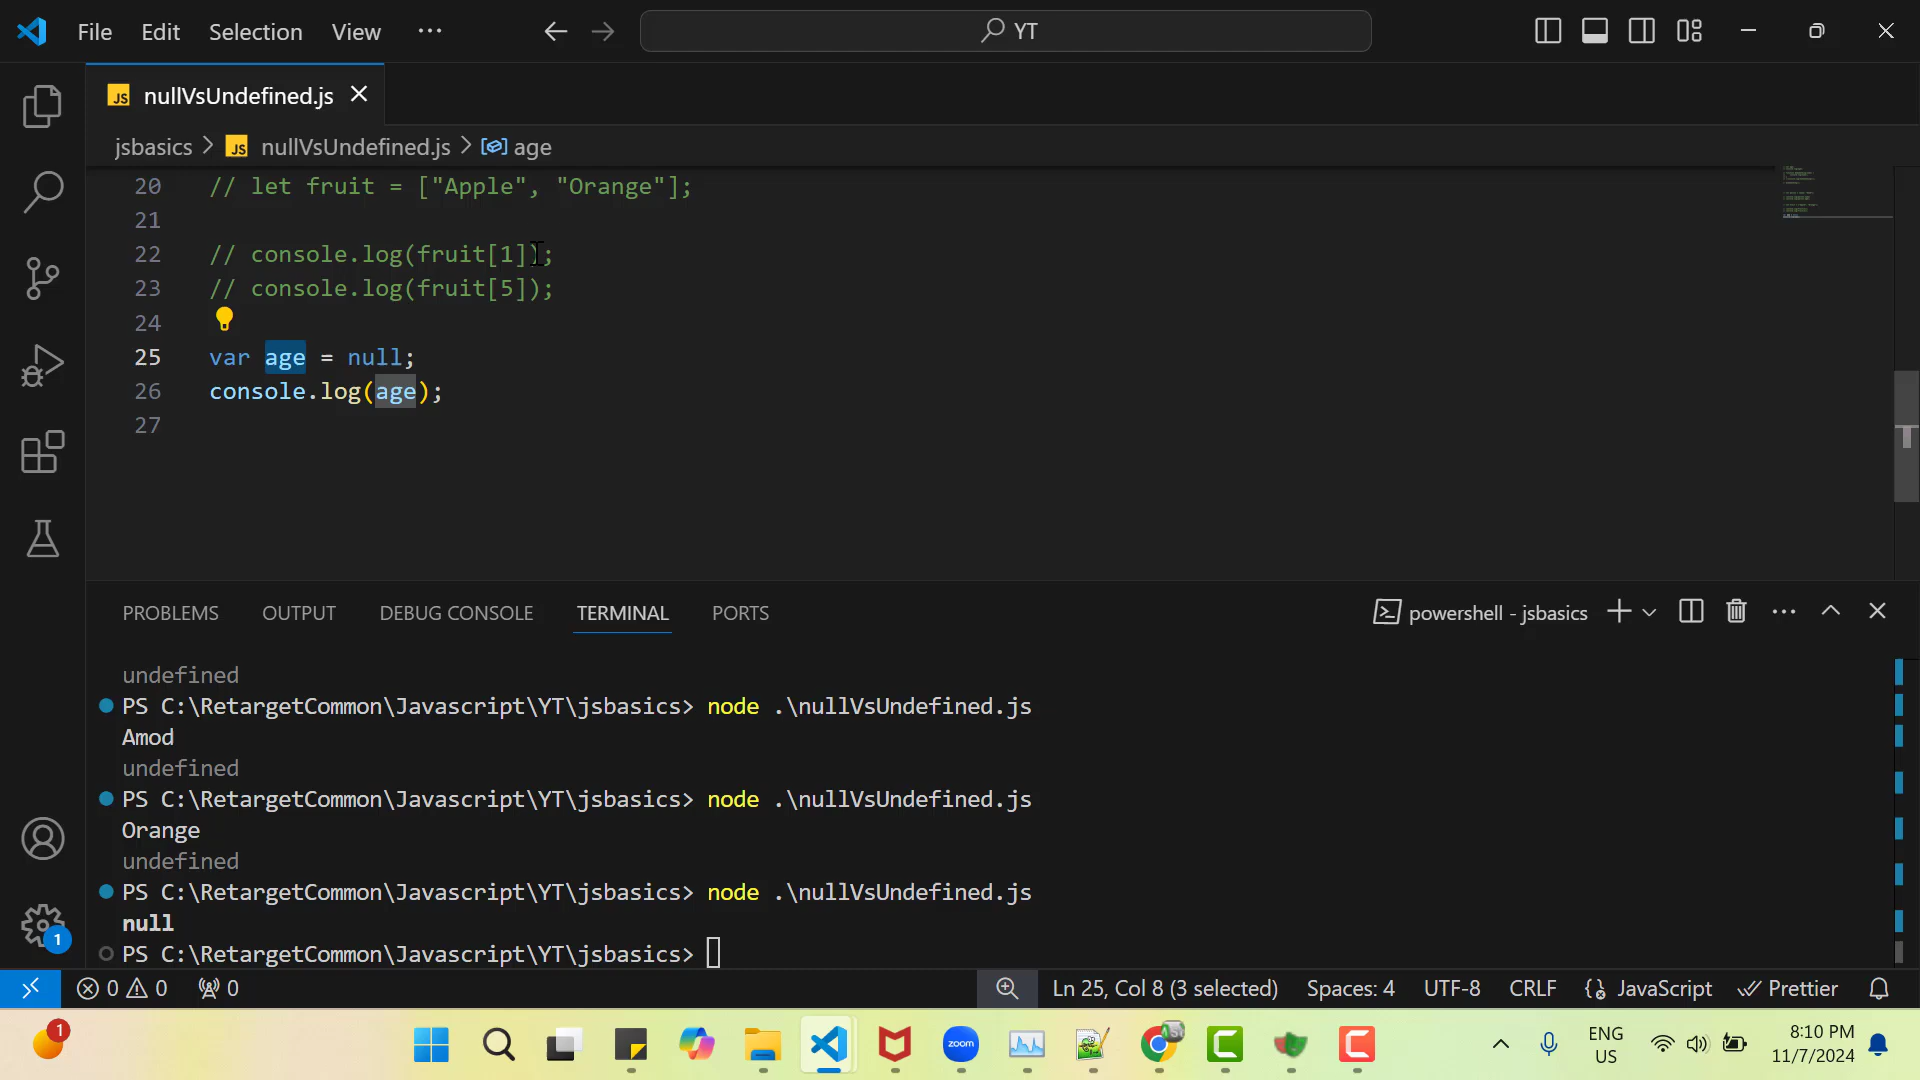 File Edit Selection View ··· YT
JS nullVsUndefined.js
jsbasics > JS nullVsUndefined.js > age
20 // let fruit = ["Apple", "Orange"];
21
22 // console.log(fruit[1]);
23 // console.log(fruit[5]);
24
25 var age = null;
26 console.log(age);
27
PROBLEMS OUTPUT DEBUG CONSOLE TERMINAL PORTS powershell - jsbasics
undefined
PS C:\RetargetCommon\Javascript\YT\jsbasics> node .\nullVsUndefined.js
Amod
undefined
PS C:\RetargetCommon\Javascript\YT\jsbasics> node .\nullVsUndefined.js
Orange
undefined
PS C:\RetargetCommon\Javascript\YT\jsbasics> node .\nullVsUndefined.js
null
PS C:\RetargetCommon\Javascript\YT\jsbasics>
1
0 0 0 Ln 25, Col 8 (3 selected) Spaces: 4 UTF-8 CRLF JavaScript Prettier
1 zoom ENG US 8:10 PM
11/7/2024